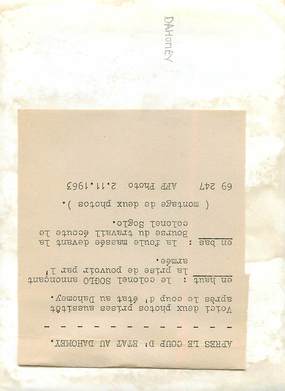 DAHOMEY
APRES LE COUP D' ETAT AU DAHOMEY.
- - - - - - - - - - - - - -
Voici deux photos prises aussitôt
après le coup d' état au Dahomey.
en haut : le colonel SOGLO annonçant
la prise de pouvoir par l'
armée.
en bas : la foule massée devant la
Bourse du travail écoute le
colonel Soglo.
( montage de deux photos ).
69 247 AFP Photo 2.11.1963